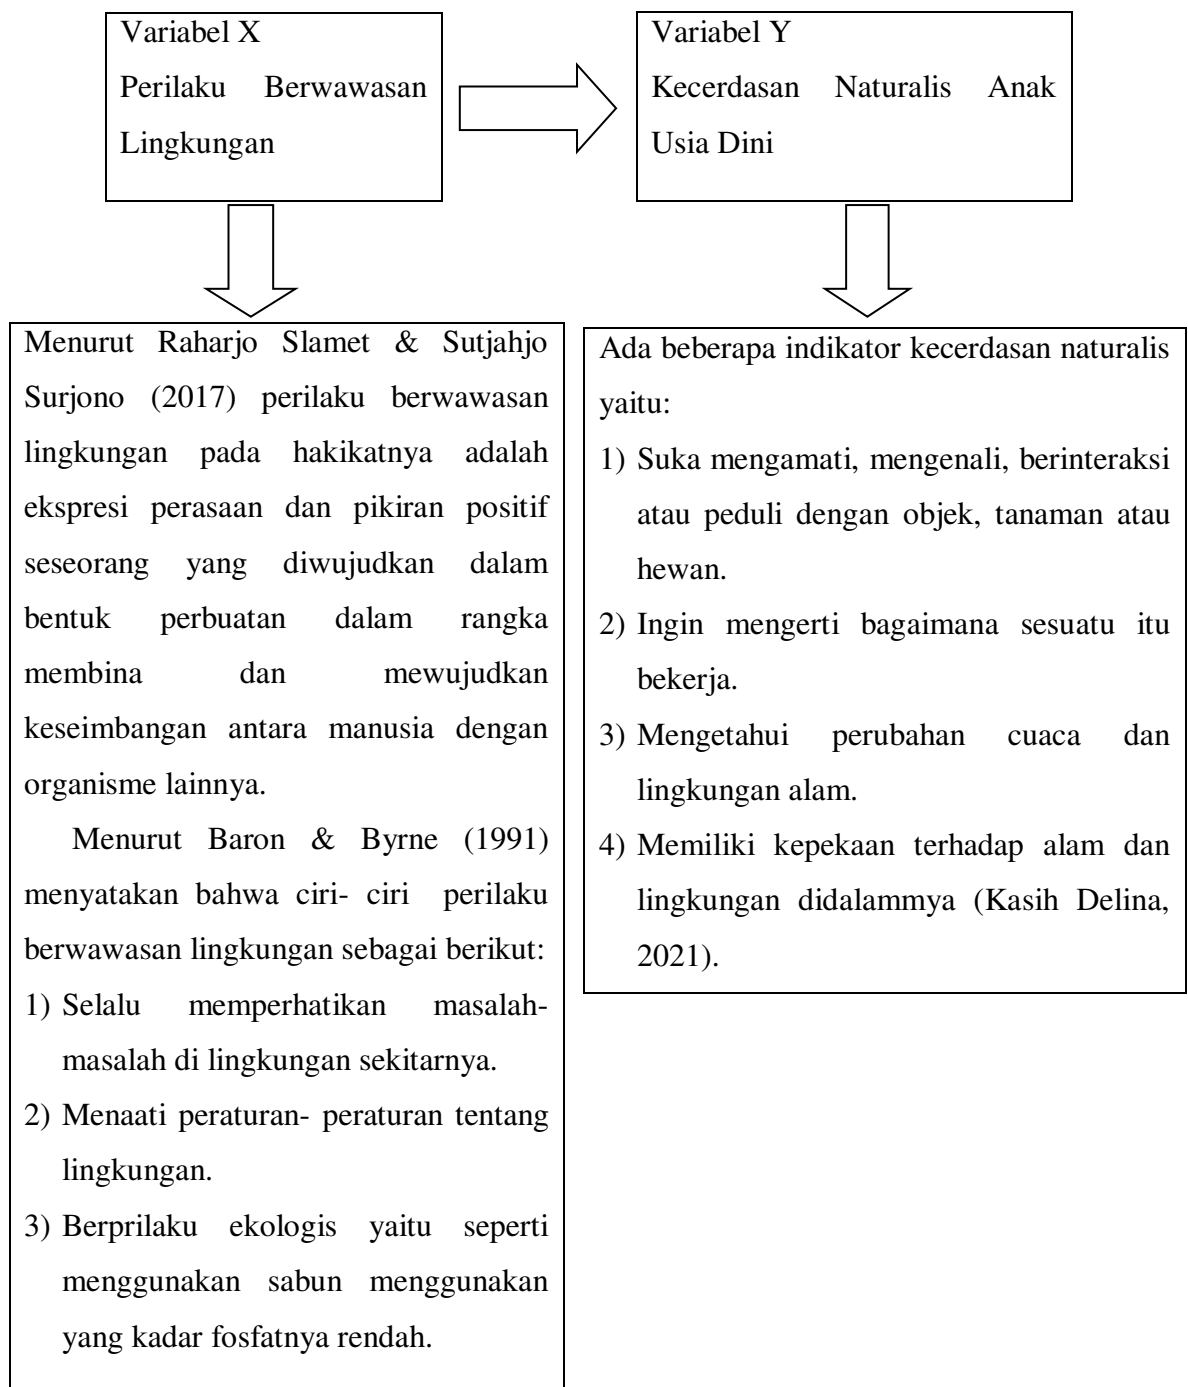 Variabel X
Perilaku Berwawasan
Lingkungan
Variabel Y
Kecerdasan Naturalis Anak
Usia Dini
Menurut Raharjo Slamet & Sutjahjo
Surjono (2017) perilaku berwawasan
lingkungan pada hakikatnya adalah
ekspresi perasaan dan pikiran positif
seseorang yang diwujudkan dalam
bentuk perbuatan dalam rangka
membina dan mewujudkan
keseimbangan antara manusia dengan
organisme lainnya.
Menurut Baron & Byrne (1991)
menyatakan bahwa ciri- ciri perilaku
berwawasan lingkungan sebagai berikut:
1) Selalu memperhatikan masalah-
masalah di lingkungan sekitarnya.
2) Menaati peraturan- peraturan tentang
lingkungan.
3) Berprilaku ekologis yaitu seperti
menggunakan sabun menggunakan
yang kadar fosfatnya rendah.
Ada beberapa indikator kecerdasan naturalis
yaitu:
1) Suka mengamati, mengenali, berinteraksi
atau peduli dengan objek, tanaman atau
hewan.
2) Ingin mengerti bagaimana sesuatu itu
bekerja.
3) Mengetahui perubahan cuaca dan
lingkungan alam.
4) Memiliki kepekaan terhadap alam dan
lingkungan didalammya (Kasih Delina,
2021).